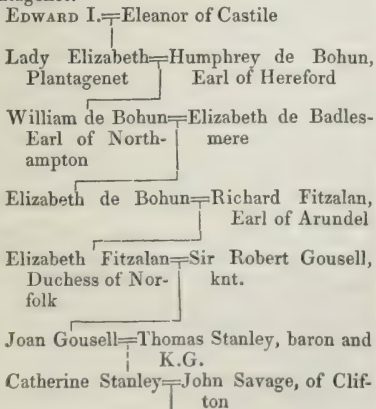 EDWARD I.=Eleanor of Castile
Lady Elizabeth=Humphrey de Bohun,
Plantagenet Earl of Hereford
William de Bohun=Elizabeth de Badles-
Earl of North- mere
ampton
Elizabeth de Bohun=Richard Fitzalan,
Earl of Arundel
Elizabeth Fitzalan=Sir Robert Gousell,
Duchess of Nor- knt.
folk
Joan Gousell=Thomas Stanley, baron and
K.G.
Catherine Stanley=John Savage, of Clif-
ton